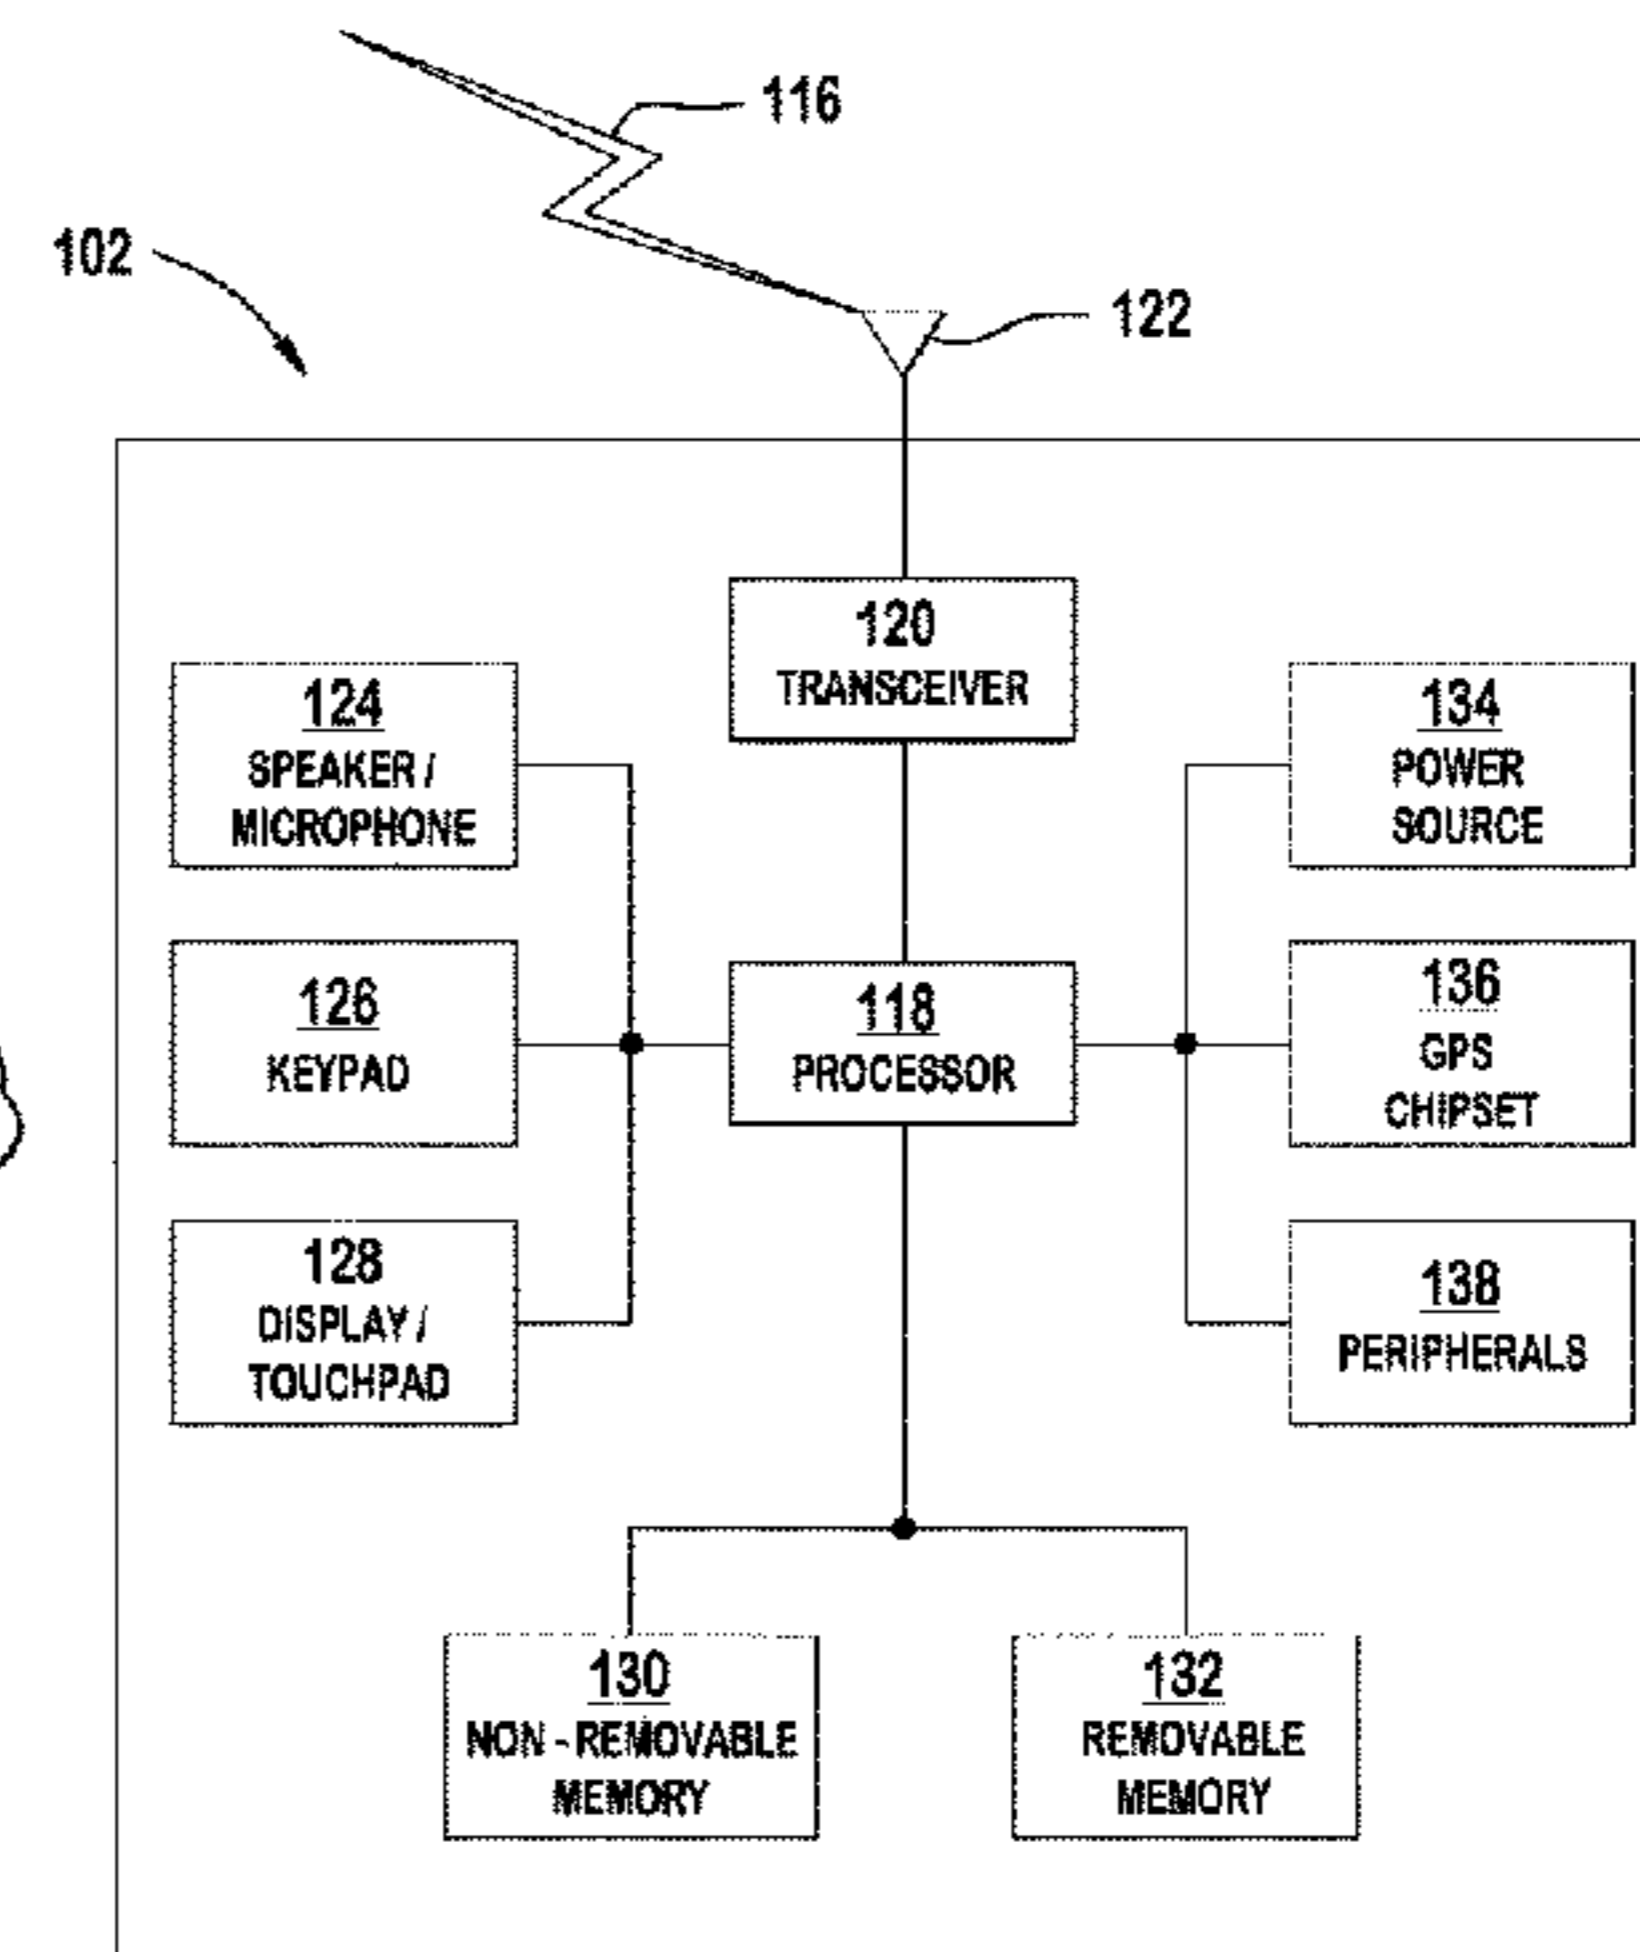 116
102
122
120
TRANSCEIVER
124
SPEAKER /
MICROPHONE
134
POWER
SOURCE
126
KEYPAD
118
PROCESSOR
136
GPS
CHIPSET
128
DISPLAY /
TOUCHPAD
138
PERIPHERALS
130
NON - REMOVABLE
MEMORY
132
REMOVABLE
MEMORY